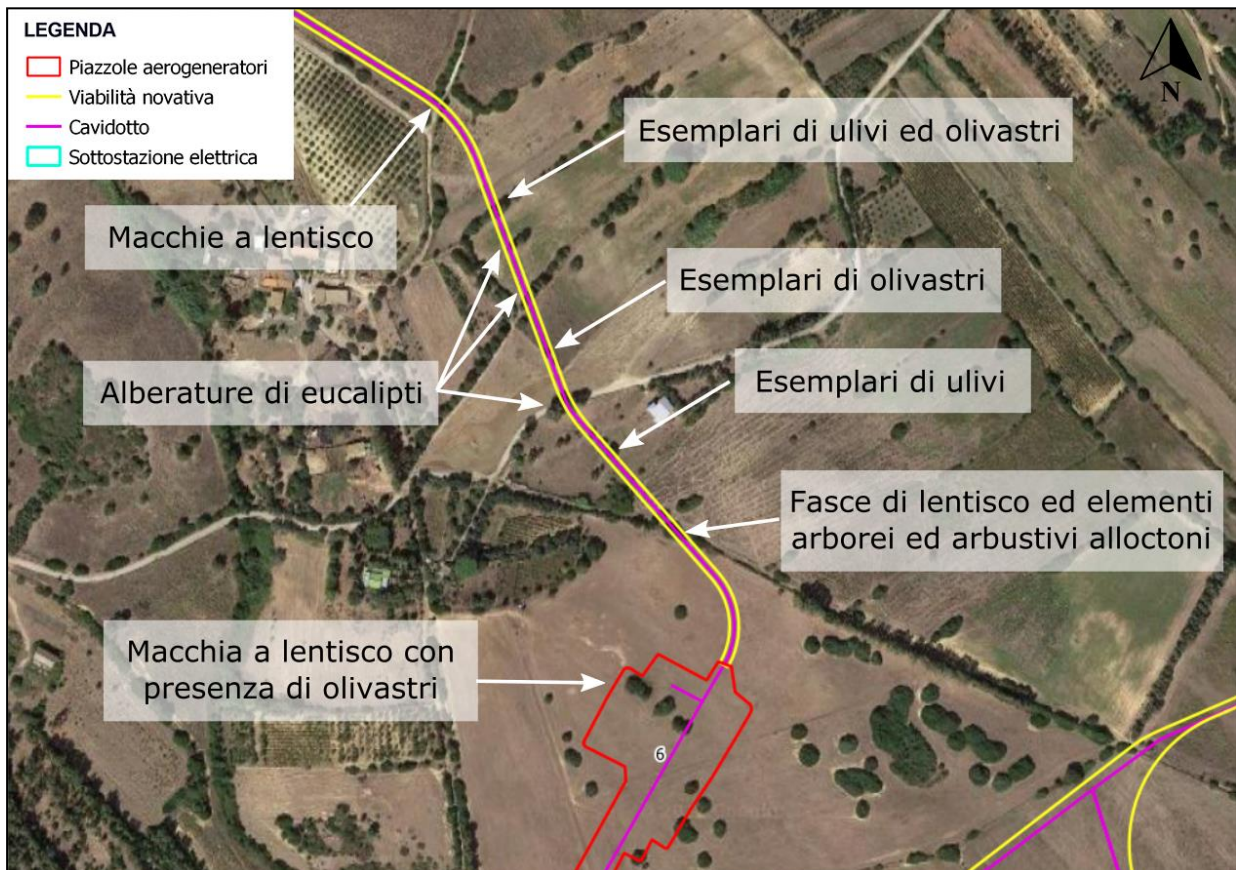 LEGENDA
Piazzole aerogeneratori
Viabilità novativa
Cavidotto
Sottostazione elettrica
N
Esemplari di ulivi ed olivastri
Macchie a lentisco
Esemplari di olivastri
Alberature di eucalipti
Esemplari di ulivi
Fasce di lentisco ed elementi
arborei ed arbustivi alloctoni
Macchia a lentisco con
presenza di olivastri
6